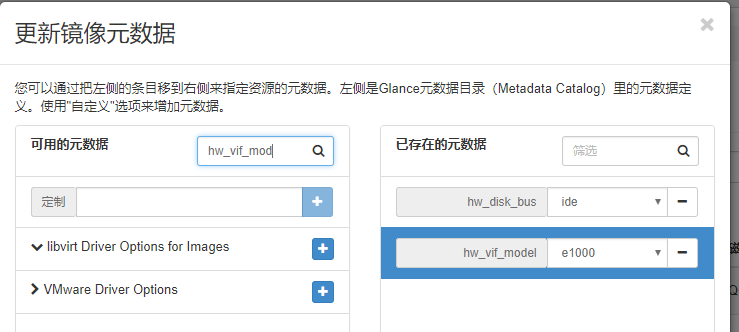 更新镜像元数据
×
您可以通过把左侧的条目移到右侧来指定资源的元数据。左侧是Glance元数据目录（Metadata Catalog）里的元数据定
义。使用"自定义"选项来增加元数据。
可用的元数据
hw_vif_mod
已存在的元数据
筛选
定制
hw_disk_bus
ide
libvirt Driver Options for Images
hw_vif_model
e1000
VMware Driver Options